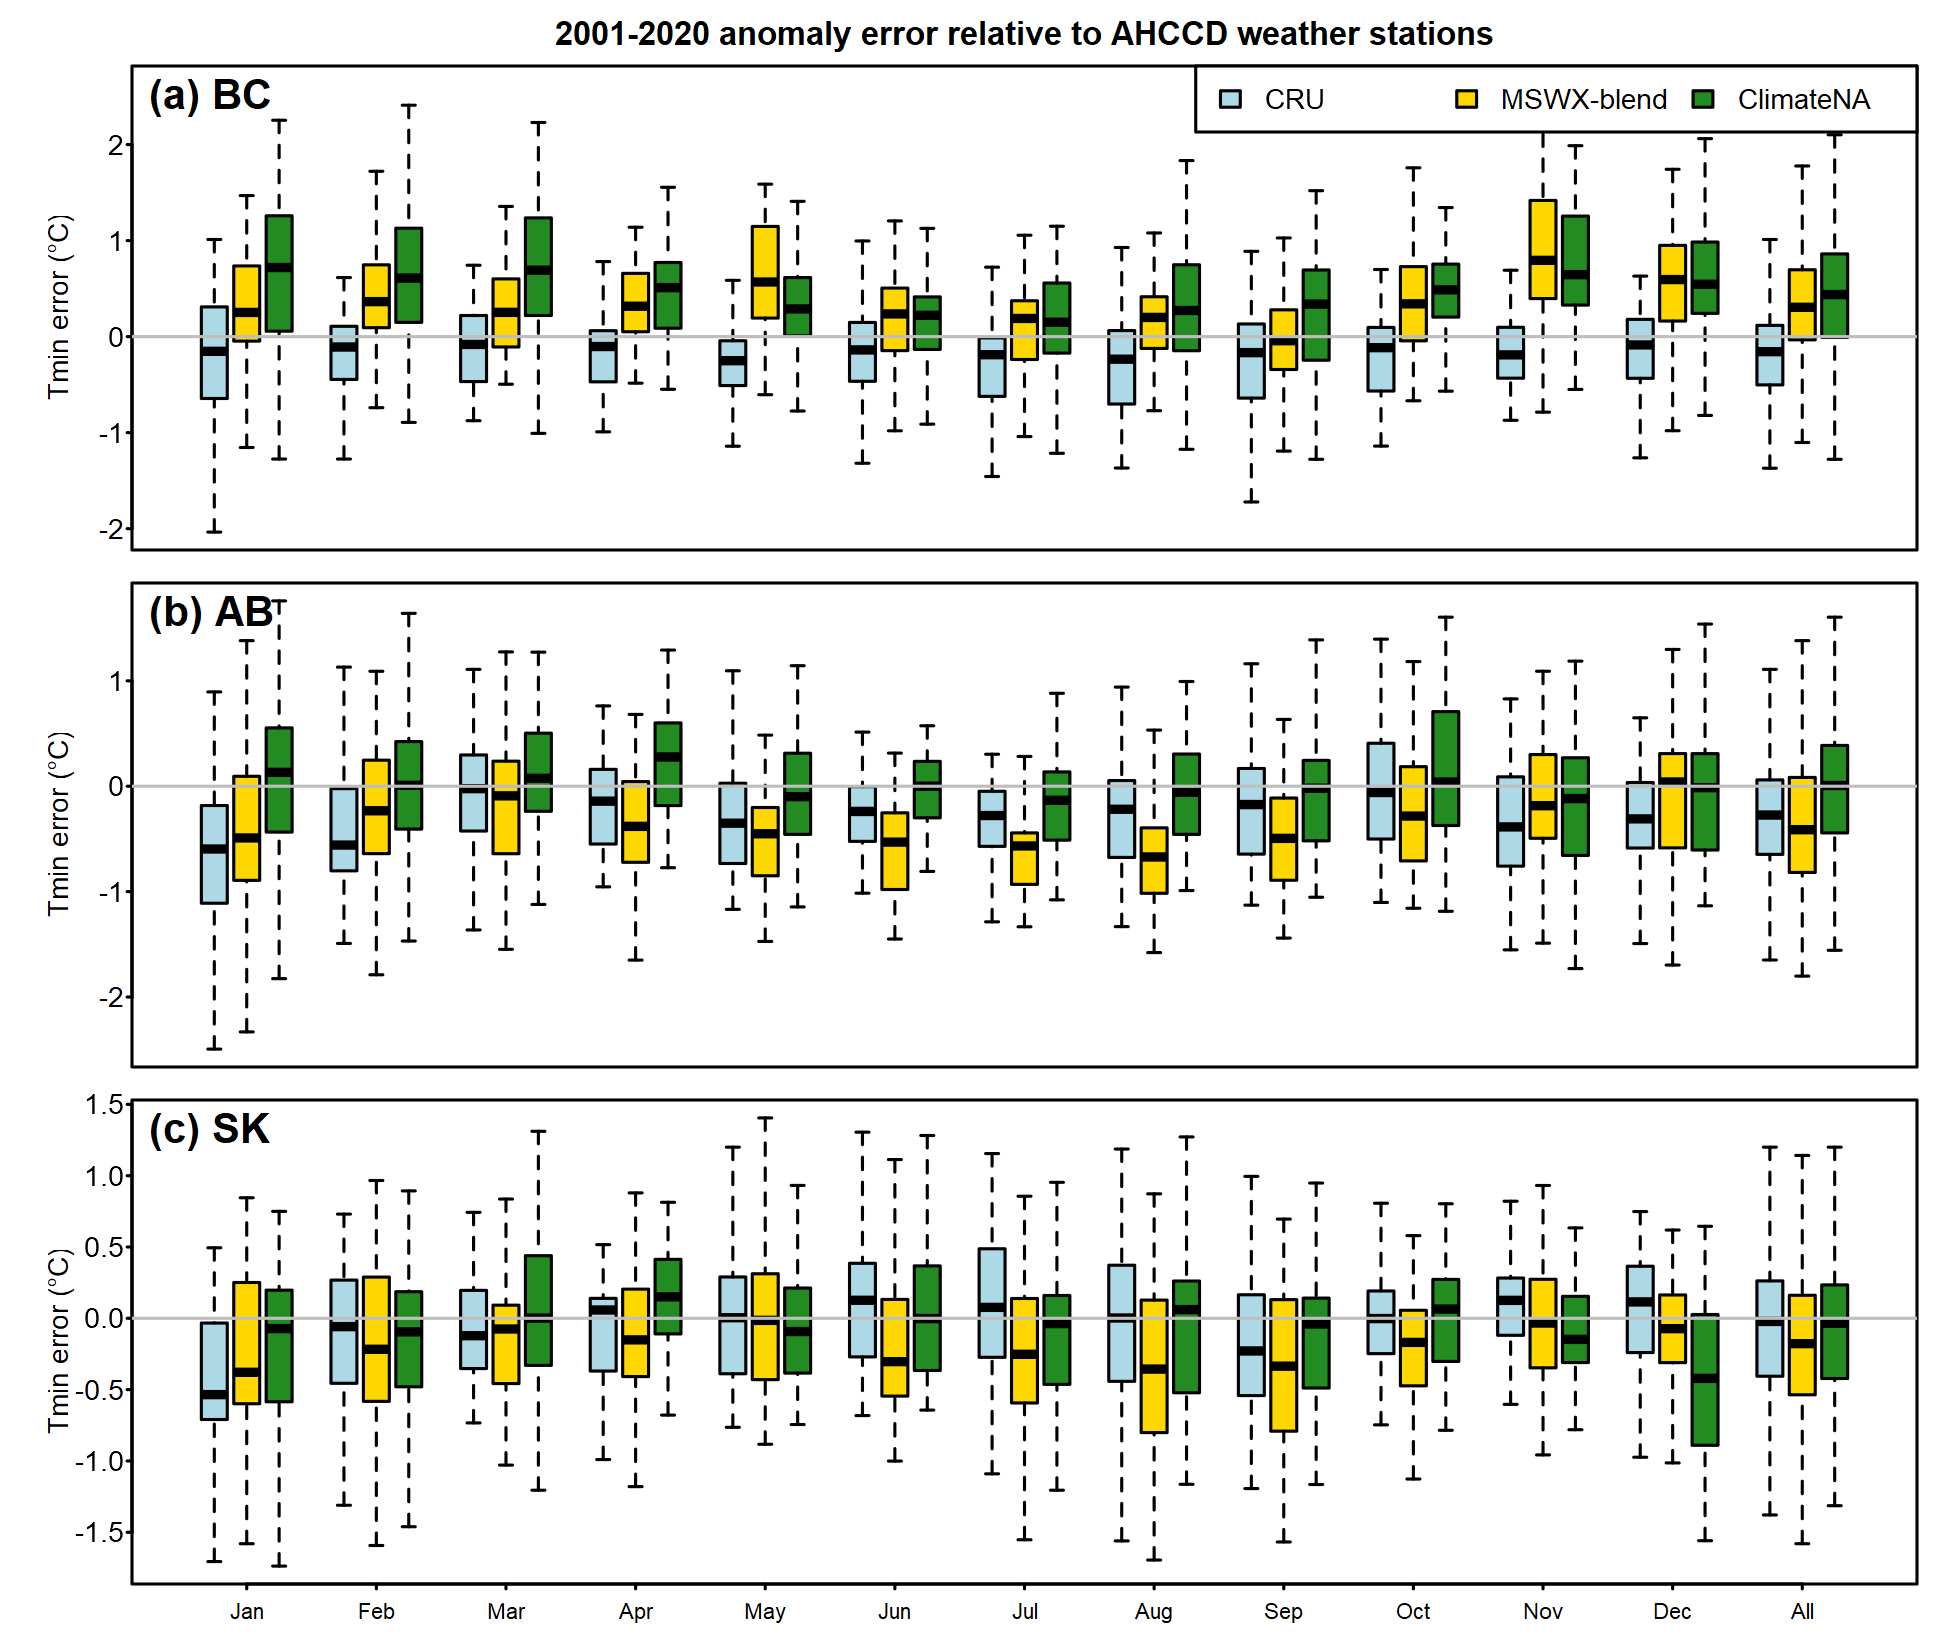 2001-2020 anomaly error relative to AHCCD weather stations
(a) BC
CRU MSWX-blend ClimateNA
Tmin error (°C)
2
1
0
-1
-2
(b) AB
Tmin error (°C)
1
0
-1
-2
(c) SK
Tmin error (°C)
1.5
1.0
0.5
0.0
-0.5
-1.0
-1.5
Jan Feb Mar Apr May Jun Jul Aug Sep Oct Nov Dec All